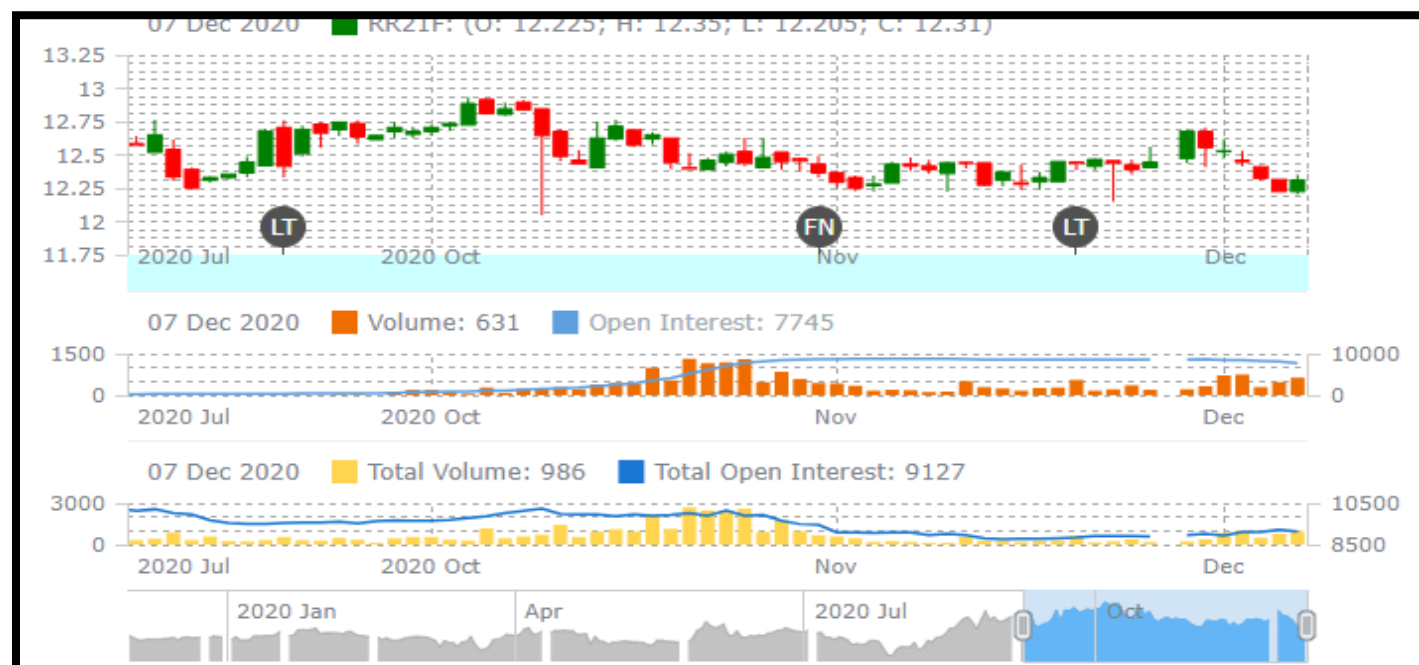 07 Dec 2020 RR21F: (O: 12.225; H: 12.35; L: 12.205; C: 12.31)
13.25
13
12.75
12.5
12.25
12
11.75
LT FN LT
2020 Jul 2020 Oct Nov Dec
07 Dec 2020 Volume: 631 Open Interest: 7745
1500 10000
0 0
2020 Jul 2020 Oct Nov Dec
07 Dec 2020 Total Volume: 986 Total Open Interest: 9127
3000 10500
0 8500
2020 Jul 2020 Oct Nov Dec
2020 Jan Apr 2020 Jul Oct